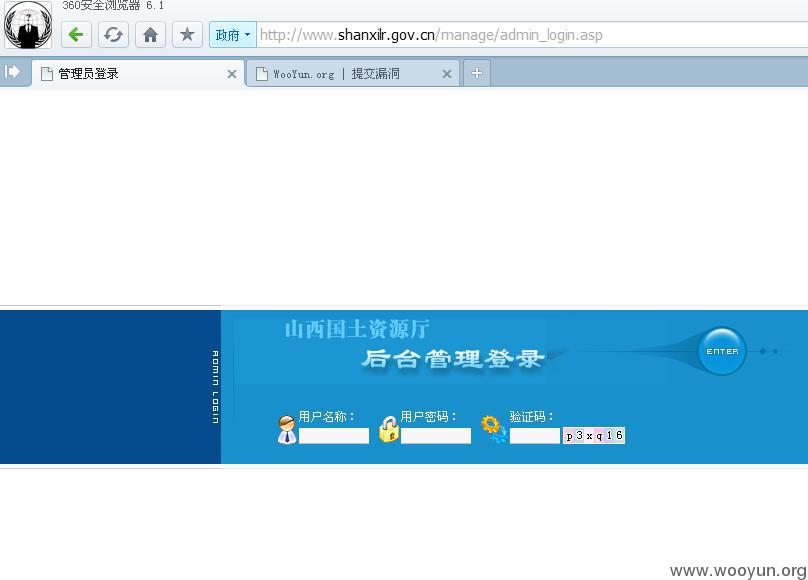 360安全浏览器 6.1
政府 http://www.shanxilr.gov.cn/manage/admin_login.asp
管理员登录 WooYun.org | 提交漏洞
山西国土资源厅
后台管理登录
ENTER
ADMIN LOGIN
用户名称： 用户密码： 验证码：
p3xq16
www.wooyun.org